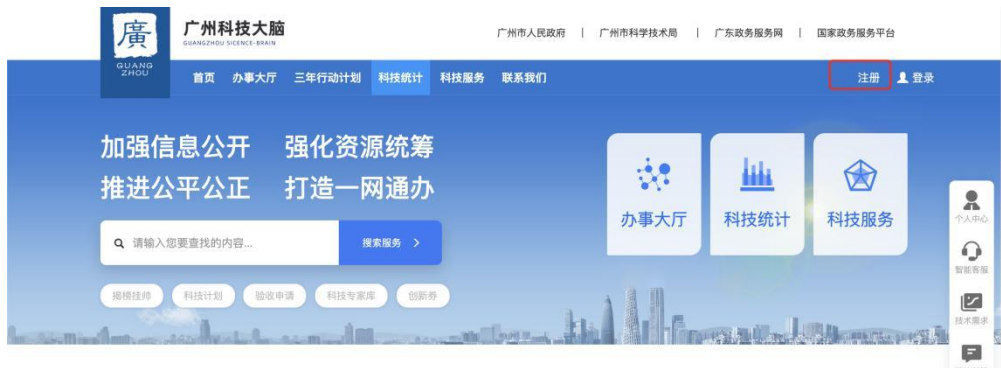 廣
GUANG
ZHOU
广州科技大脑
GUANGZHOU SICENCE-BRAIN
广州市人民政府 | 广州市科学技术局 | 广东政务服务网 | 国家政务服务平台
首页 办事大厅 三年行动计划 科技统计 科技服务 联系我们 注册 登录
加强信息公开 强化资源统筹
推进公平公正 打造一网通办
请输入您要查找的内容... 搜索服务 >
揭榜挂帅 科技计划 验收申请 科技专家库 创新券
办事大厅 科技统计 科技服务
个人中心
智能客服
技术需求